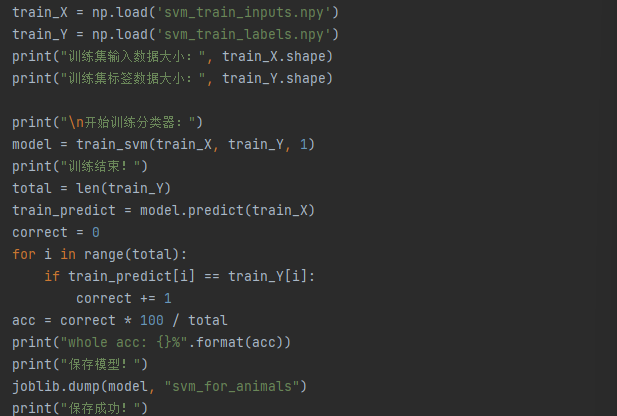 train_X = np.load('svm_train_inputs.npy')
train_Y = np.load('svm_train_labels.npy')
print("训练集输入数据大小：", train_X.shape)
print("训练集标签数据大小：", train_Y.shape)
print("\n开始训练分类器：")
model = train_svm(train_X, train_Y, 1)
print("训练结束！")
total = len(train_Y)
train_predict = model.predict(train_X)
correct = 0
for i in range(total):
    if train_predict[i] == train_Y[i]:
        correct += 1
acc = correct * 100 / total
print("whole acc: {}%".format(acc))
print("保存模型！")
joblib.dump(model, "svm_for_animals")
print("保存成功！")